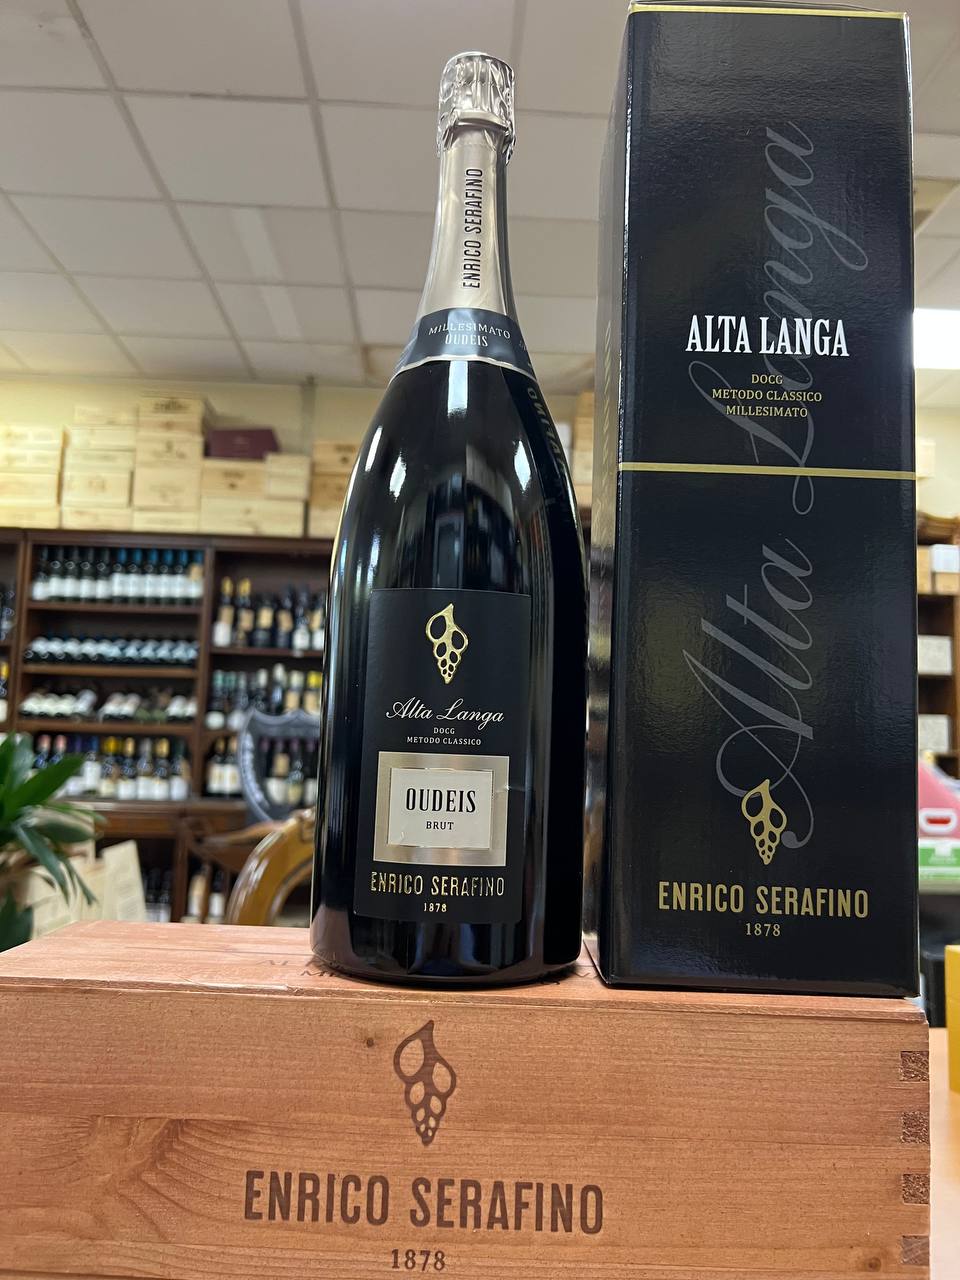 ENRICO SERAFINO
MILLESIMATO
OUDEIS
Alta Langa
DOCG
METODO CLASSICO
OUDEIS
BRUT
ENRICO SERAFINO
1878
Alta Langa
ALTA LANGA
DOCG
METODO CLASSICO
MILLESIMATO
ENRICO SERAFINO
1878
ENRICO SERAFINO
1878